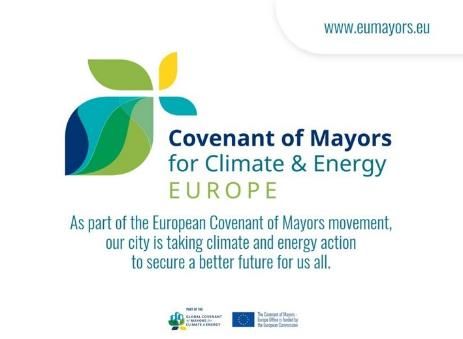 www.eumayors.eu
Covenant of Mayors
for Climate & Energy
EUROPE
As part of the European Covenant of Mayors movement,
our city is taking climate and energy action
to secure a better future for us all.
PART OF THE
GLOBAL COVENANT
of MAYORS for
CLIMATE & ENERGY
The Covenant of Mayors -
Europe Office is funded by
the European Commission